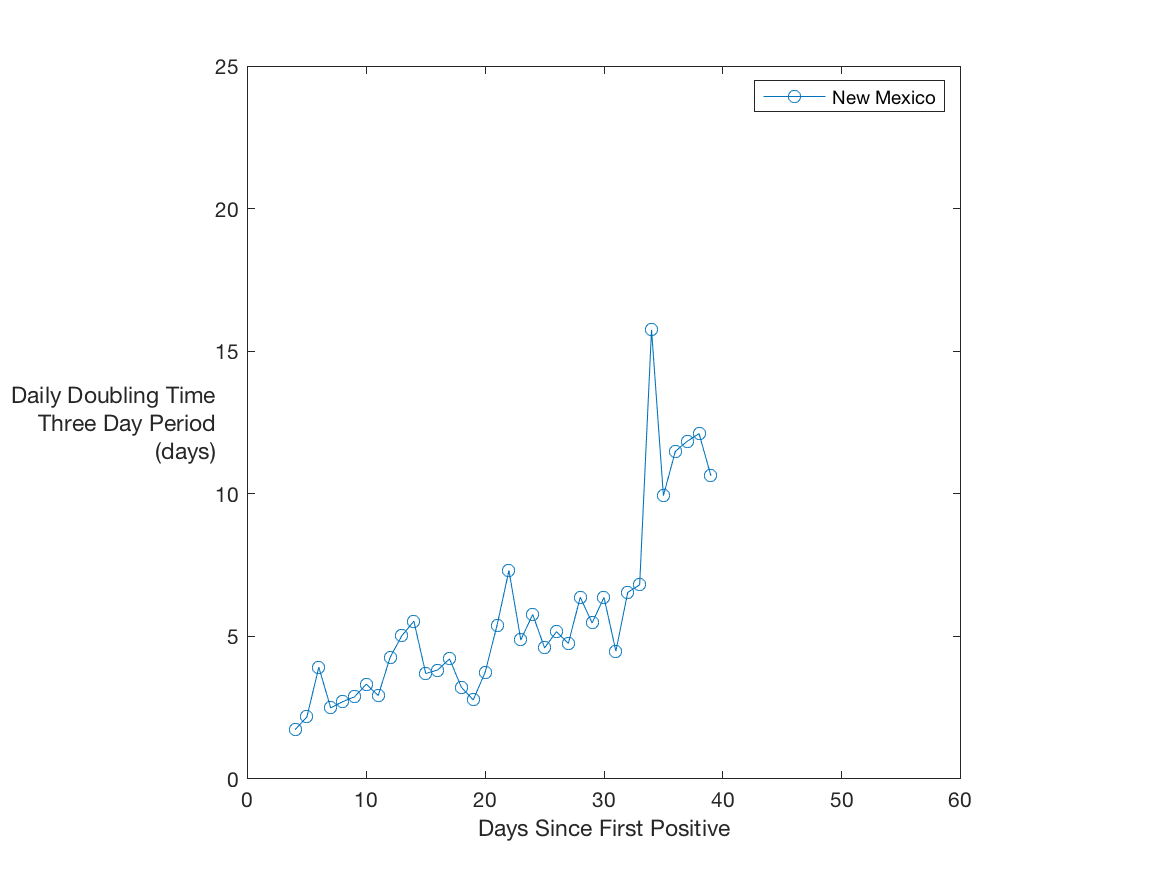 25
New Mexico
20
15
Daily Doubling Time
Three Day Period
(days)
10
5
0
0 10 20 30 40 50 60
Days Since First Positive